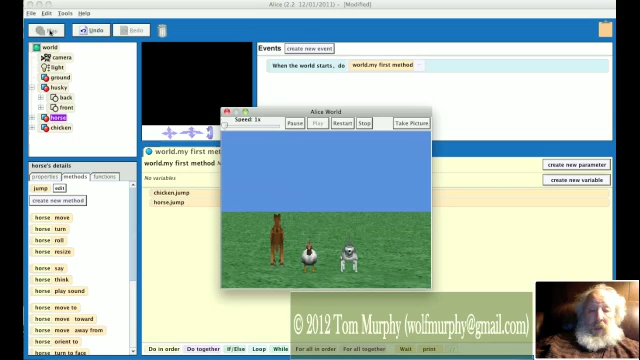 Alice (2.2 12/01/2011) - [Modified]
File Edit Tools Help
Play Undo Redo
world
camera
light
ground
husky
back
front
horse
chicken
Events create new event
When the world starts, do world.my first method
Alice World
Speed: 1x
Pause Play Restart Stop Take Picture
horse's details
properties methods functions
jump edit
create new method
horse move
horse turn
horse roll
horse resize
horse say
horse think
horse play sound
horse move to
horse move toward
horse move away from
horse orient to
horse turn to face
world.my first method
world.my first method
No variables
create new parameter
create new variable
chicken.jump
horse.jump
© 2012 Tom Murphy (wolfmurphy@gmail.com)
Do in order Do together If/Else Loop While For all in order For all together Wait print